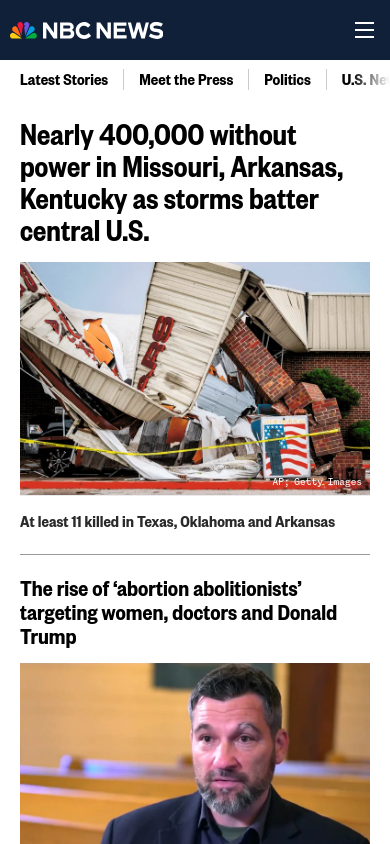 NBC NEWS
Latest Stories
Meet the Press
Politics
U.S. Ne
Nearly 400,000 without
power in Missouri, Arkansas,
Kentucky as storms batter
central U.S.
AP; Getty Images
At least 11 killed in Texas, Oklahoma and Arkansas
The rise of ‘abortion abolitionists’
targeting women, doctors and Donald
Trump